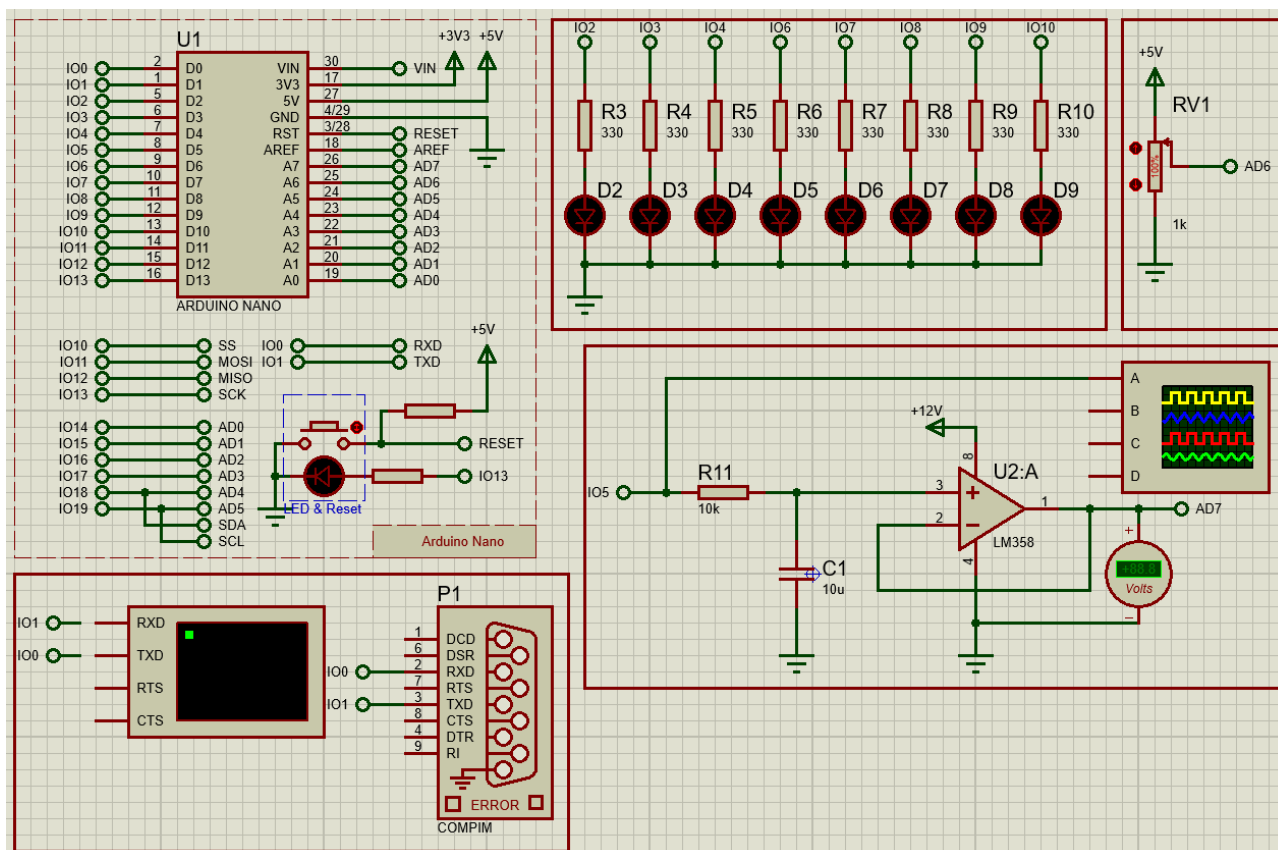 U1
+3V3 +5V
IO0 2 D0 VIN 30 VIN
IO1 1 D1 3V3 17
IO2 5 D2 5V 27
IO3 6 D3 GND 4/29
IO4 7 D4 RST 3/28 RESET
IO5 8 D5 AREF 18 AREF
IO6 9 D6 A7 26 AD7
IO7 10 D7 A6 25 AD6
IO8 11 D8 A5 24 AD5
IO9 12 D9 A4 23 AD4
IO10 13 D10 A3 22 AD3
IO11 14 D11 A2 21 AD2
IO12 15 D12 A1 20 AD1
IO13 16 D13 A0 19 AD0
ARDUINO NANO
IO10 SS IO0 RXD
IO11 MOSI IO1 TXD
IO12 MISO
IO13 SCK
IO14 AD0
IO15 AD1
IO16 AD2
IO17 AD3
IO18 AD4
IO19 AD5
SDA
SCL
+5V
RESET
IO13
LED & Reset
Arduino Nano
IO2 IO3 IO4 IO6 IO7 IO8 IO9 IO10
R3 R4 R5 R6 R7 R8 R9 R10
330 330 330 330 330 330 330 330
D2 D3 D4 D5 D6 D7 D8 D9
+5V
RV1
100%
AD6
1k
A
B
C
D
+12V
8
R11
IO5
10k
3
2
1
4
U2:A
LM358
AD7
C1
10u
+
+88.8
Volts
−
IO1 RXD
IO0 TXD
RTS
CTS
P1
1 DCD
6 DSR
IO0 2 RXD
7 RTS
IO1 3 TXD
8 CTS
4 DTR
9 RI
ERROR
COMPIM